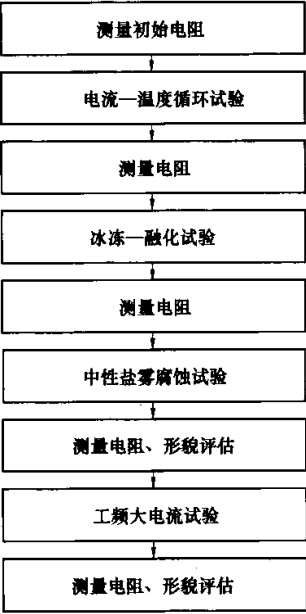 测量初始电阻
电流—温度循环试验
测量电阻
冰冻—融化试验
测量电阻
中性盐雾腐蚀试验
测量电阻、形貌评估
工频大电流试验
测量电阻、形貌评估